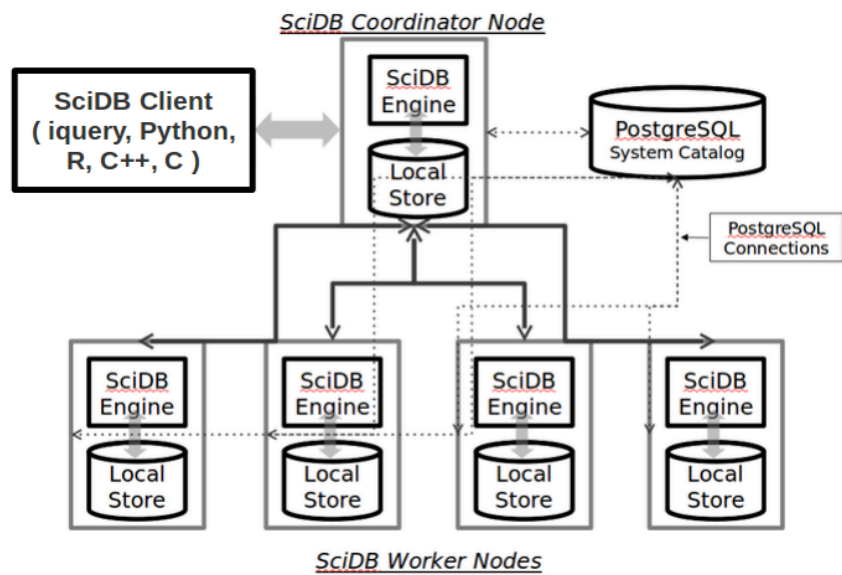 SciDB Coordinator Node
SciDB Client
( iquery, Python,
R, C++, C )
SciDB
Engine
Local
Store
PostgreSQL
System Catalog
PostgreSQL
Connections
SciDB
Engine
Local
Store
SciDB
Engine
Local
Store
SciDB
Engine
Local
Store
SciDB
Engine
Local
Store
SciDB Worker Nodes